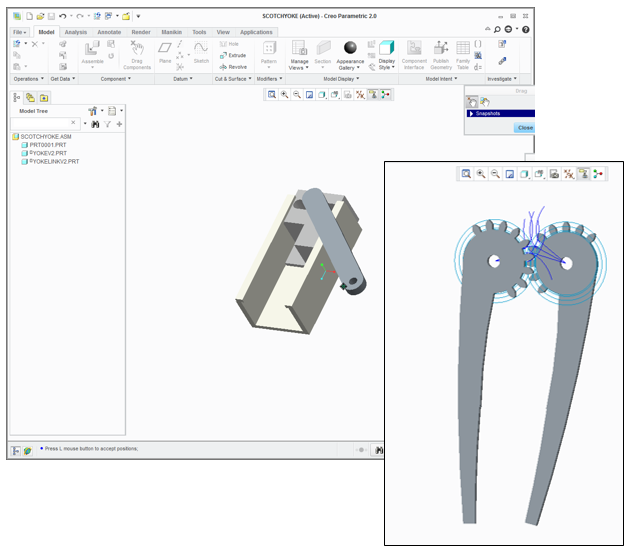 SCOTCHYOKE (Active) - Creo Parametric 2.0
File Model Analysis Annotate Render Manikin Tools View Applications
Assemble
Drag Components
Plane
Sketch
Hole
Extrude
Revolve
Pattern
Manage Views
Section
Appearance Gallery
Display Style
Component Interface
Publish Geometry
Family Table
Operations Get Data Component Datum Cut & Surface Modifiers Model Display Model Intent Investigate
Drag
Snapshots
Close
Model Tree
SCOTCHYOKE.ASM
PRT0001.PRT
YOKEV2.PRT
YOKELINKV2.PRT
Press L mouse button to accept positions;